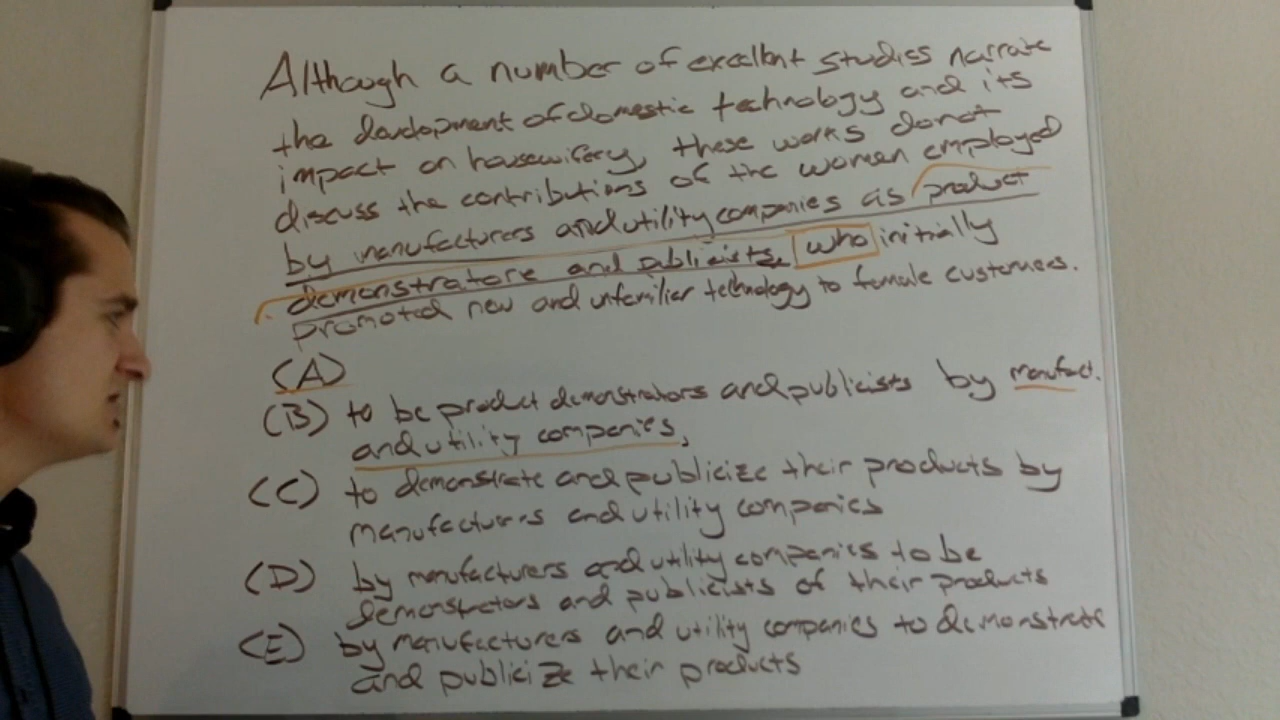 Although a number of excellent studies narrate
the development of domestic technology and its
impact on housewifery, these works do not
discuss the contributions of the women employed
by manufacturers and utility companies as product
demonstrators and publicists, who initially
promoted new and unfamiliar technology to female customers.
(A)
(B) to be product demonstrators and publicists by manufact.
and utility companies,
(C) to demonstrate and publicize their products by
manufacturers and utility companies
(D) by manufacturers and utility companies to be
demonstrators and publicists of their products
(E) by manufacturers and utility companies to demonstrate
and publicize their products